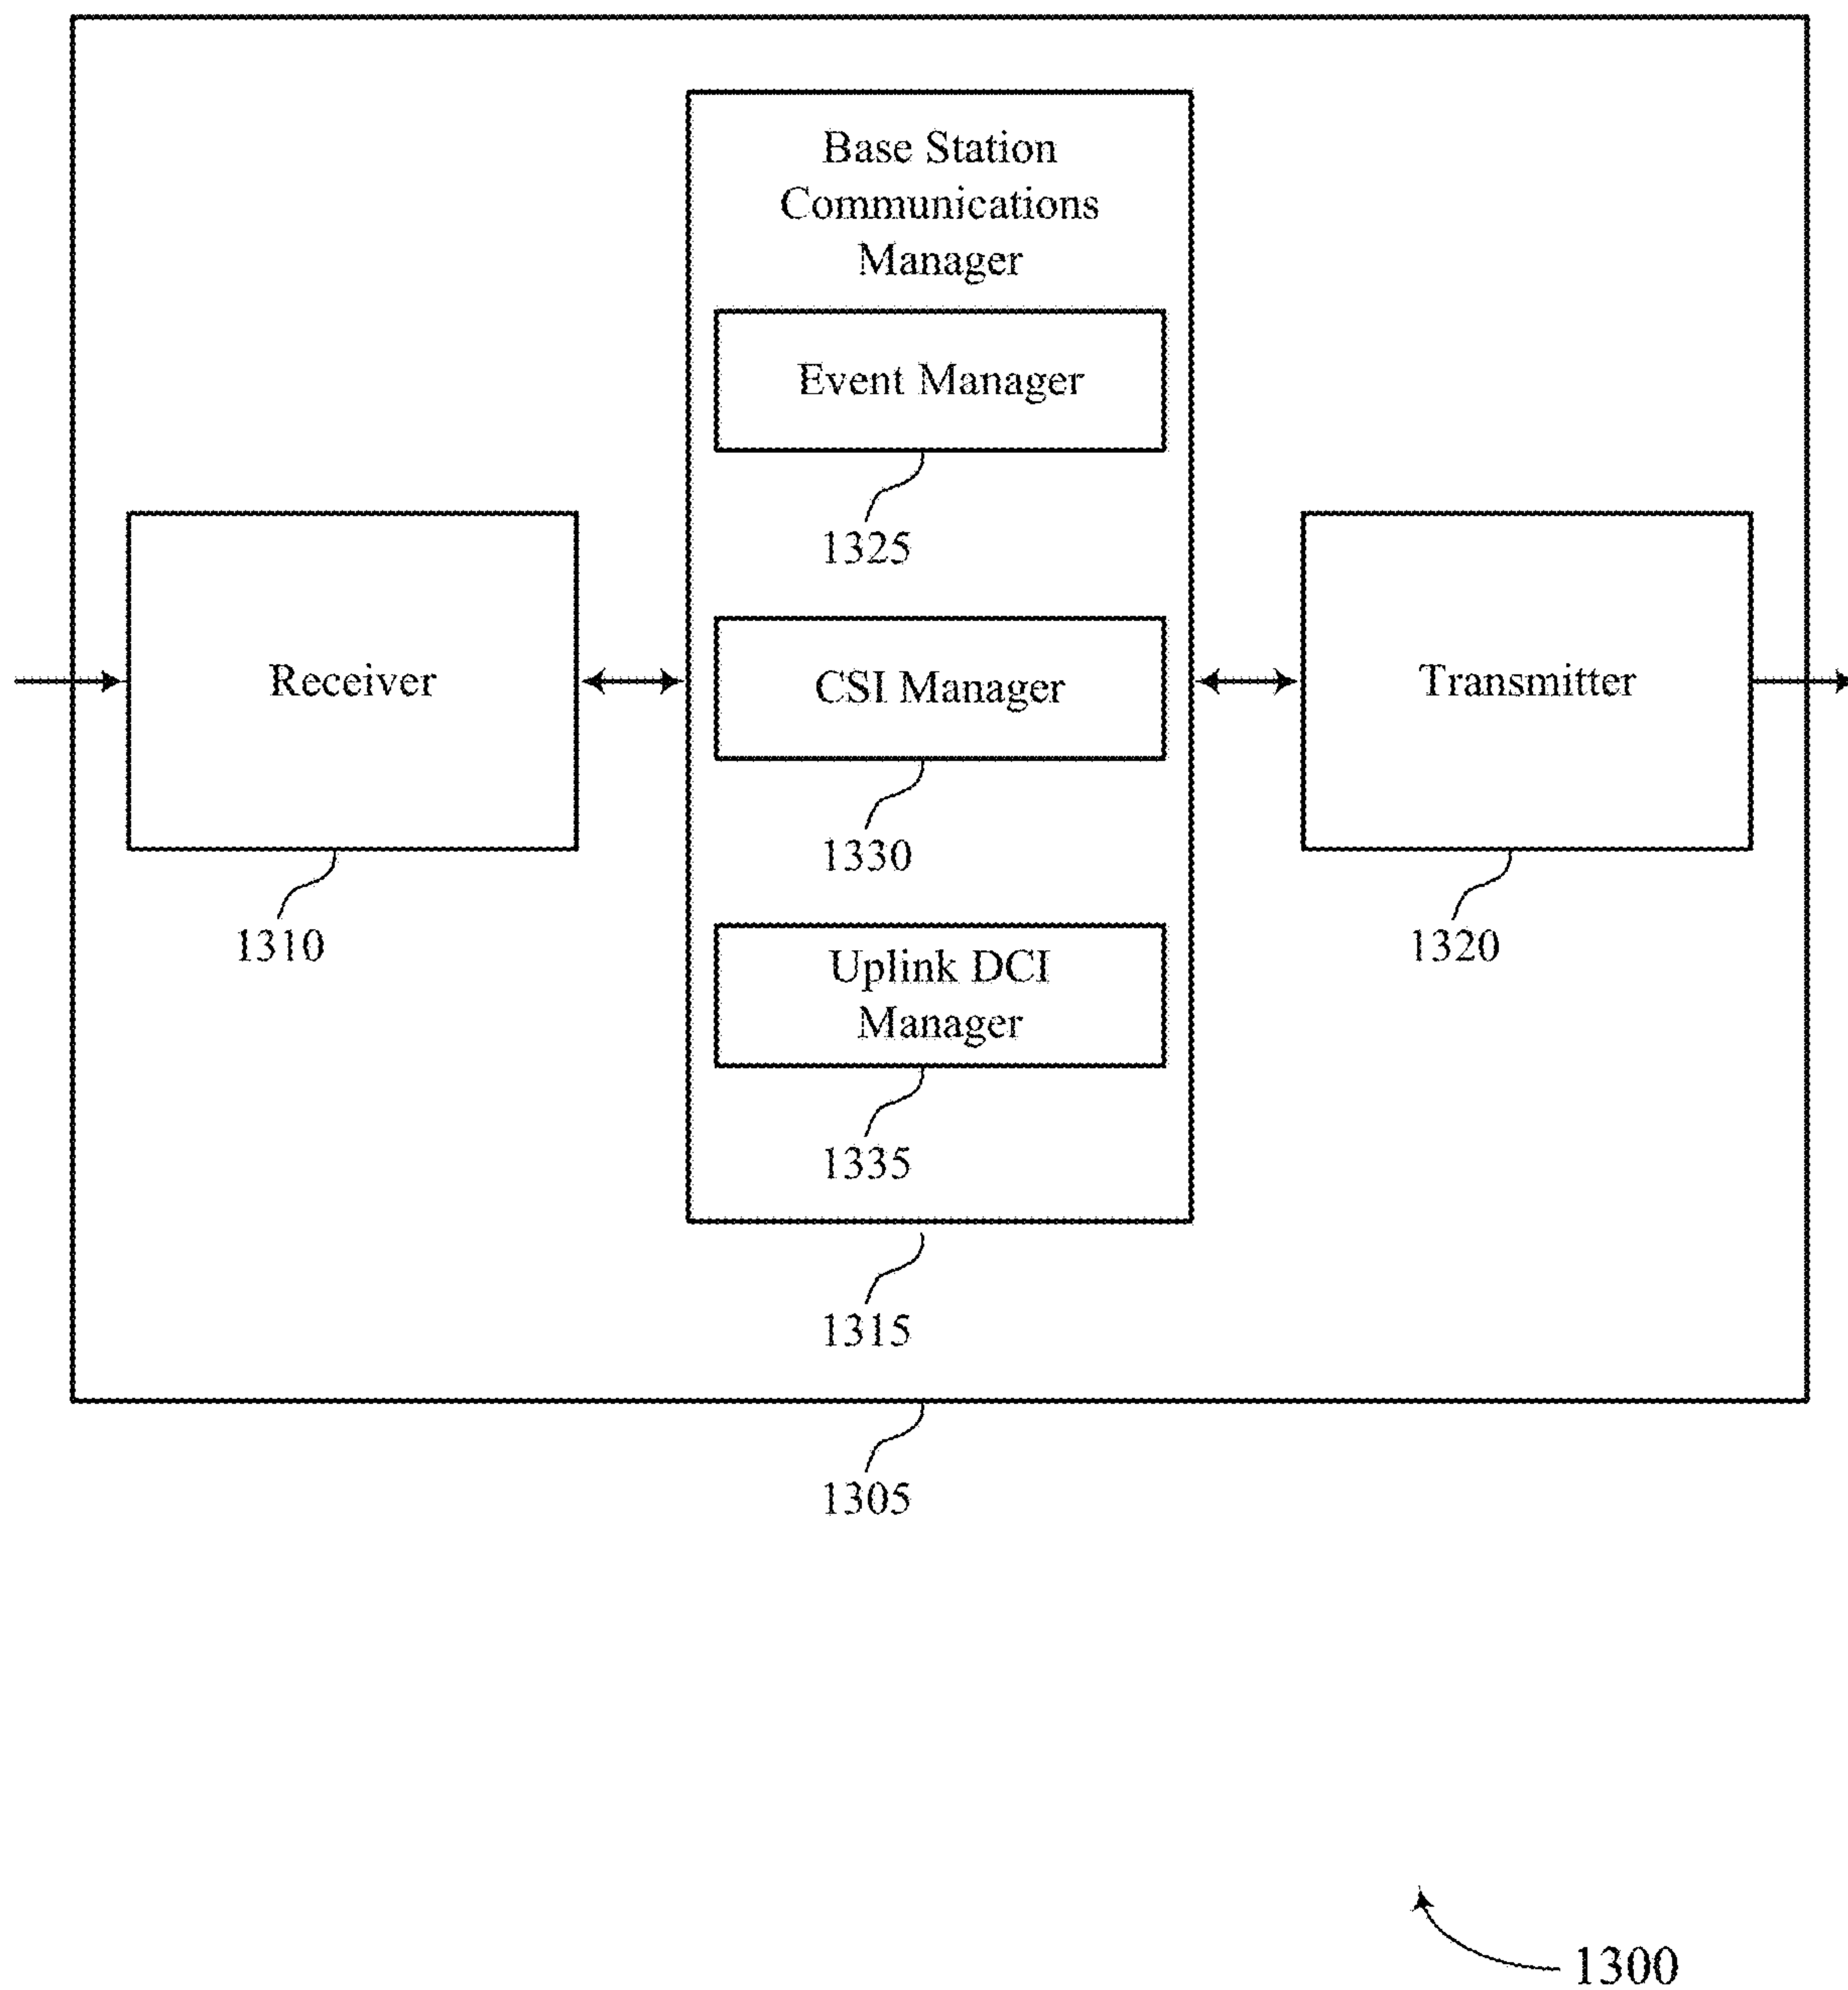 Base Station
Communications
Manager
Event Manager
1325
Receiver
1310
CSI Manager
1330
Transmitter
1320
Uplink DCI
Manager
1335
1315
1305
1300